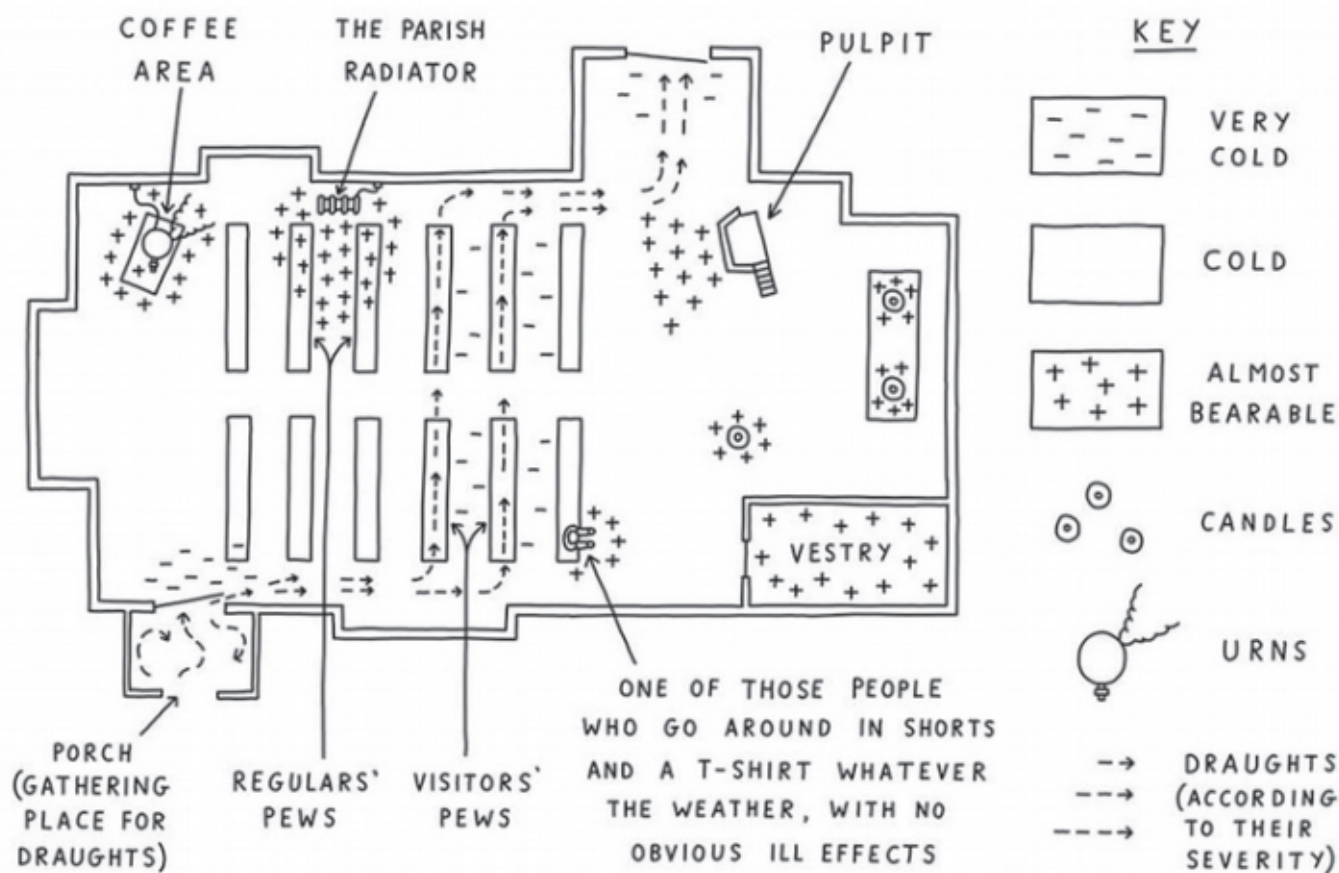 COFFEE
AREA
THE PARISH
RADIATOR
PULPIT
KEY
VERY
COLD
COLD
ALMOST
BEARABLE
CANDLES
URNS
DRAUGHTS
(ACCORDING
TO THEIR
SEVERITY)
VESTRY
PORCH
(GATHERING
PLACE FOR
DRAUGHTS)
REGULARS'
PEWS
VISITORS'
PEWS
ONE OF THOSE PEOPLE
WHO GO AROUND IN SHORTS
AND A T-SHIRT WHATEVER
THE WEATHER, WITH NO
OBVIOUS ILL EFFECTS